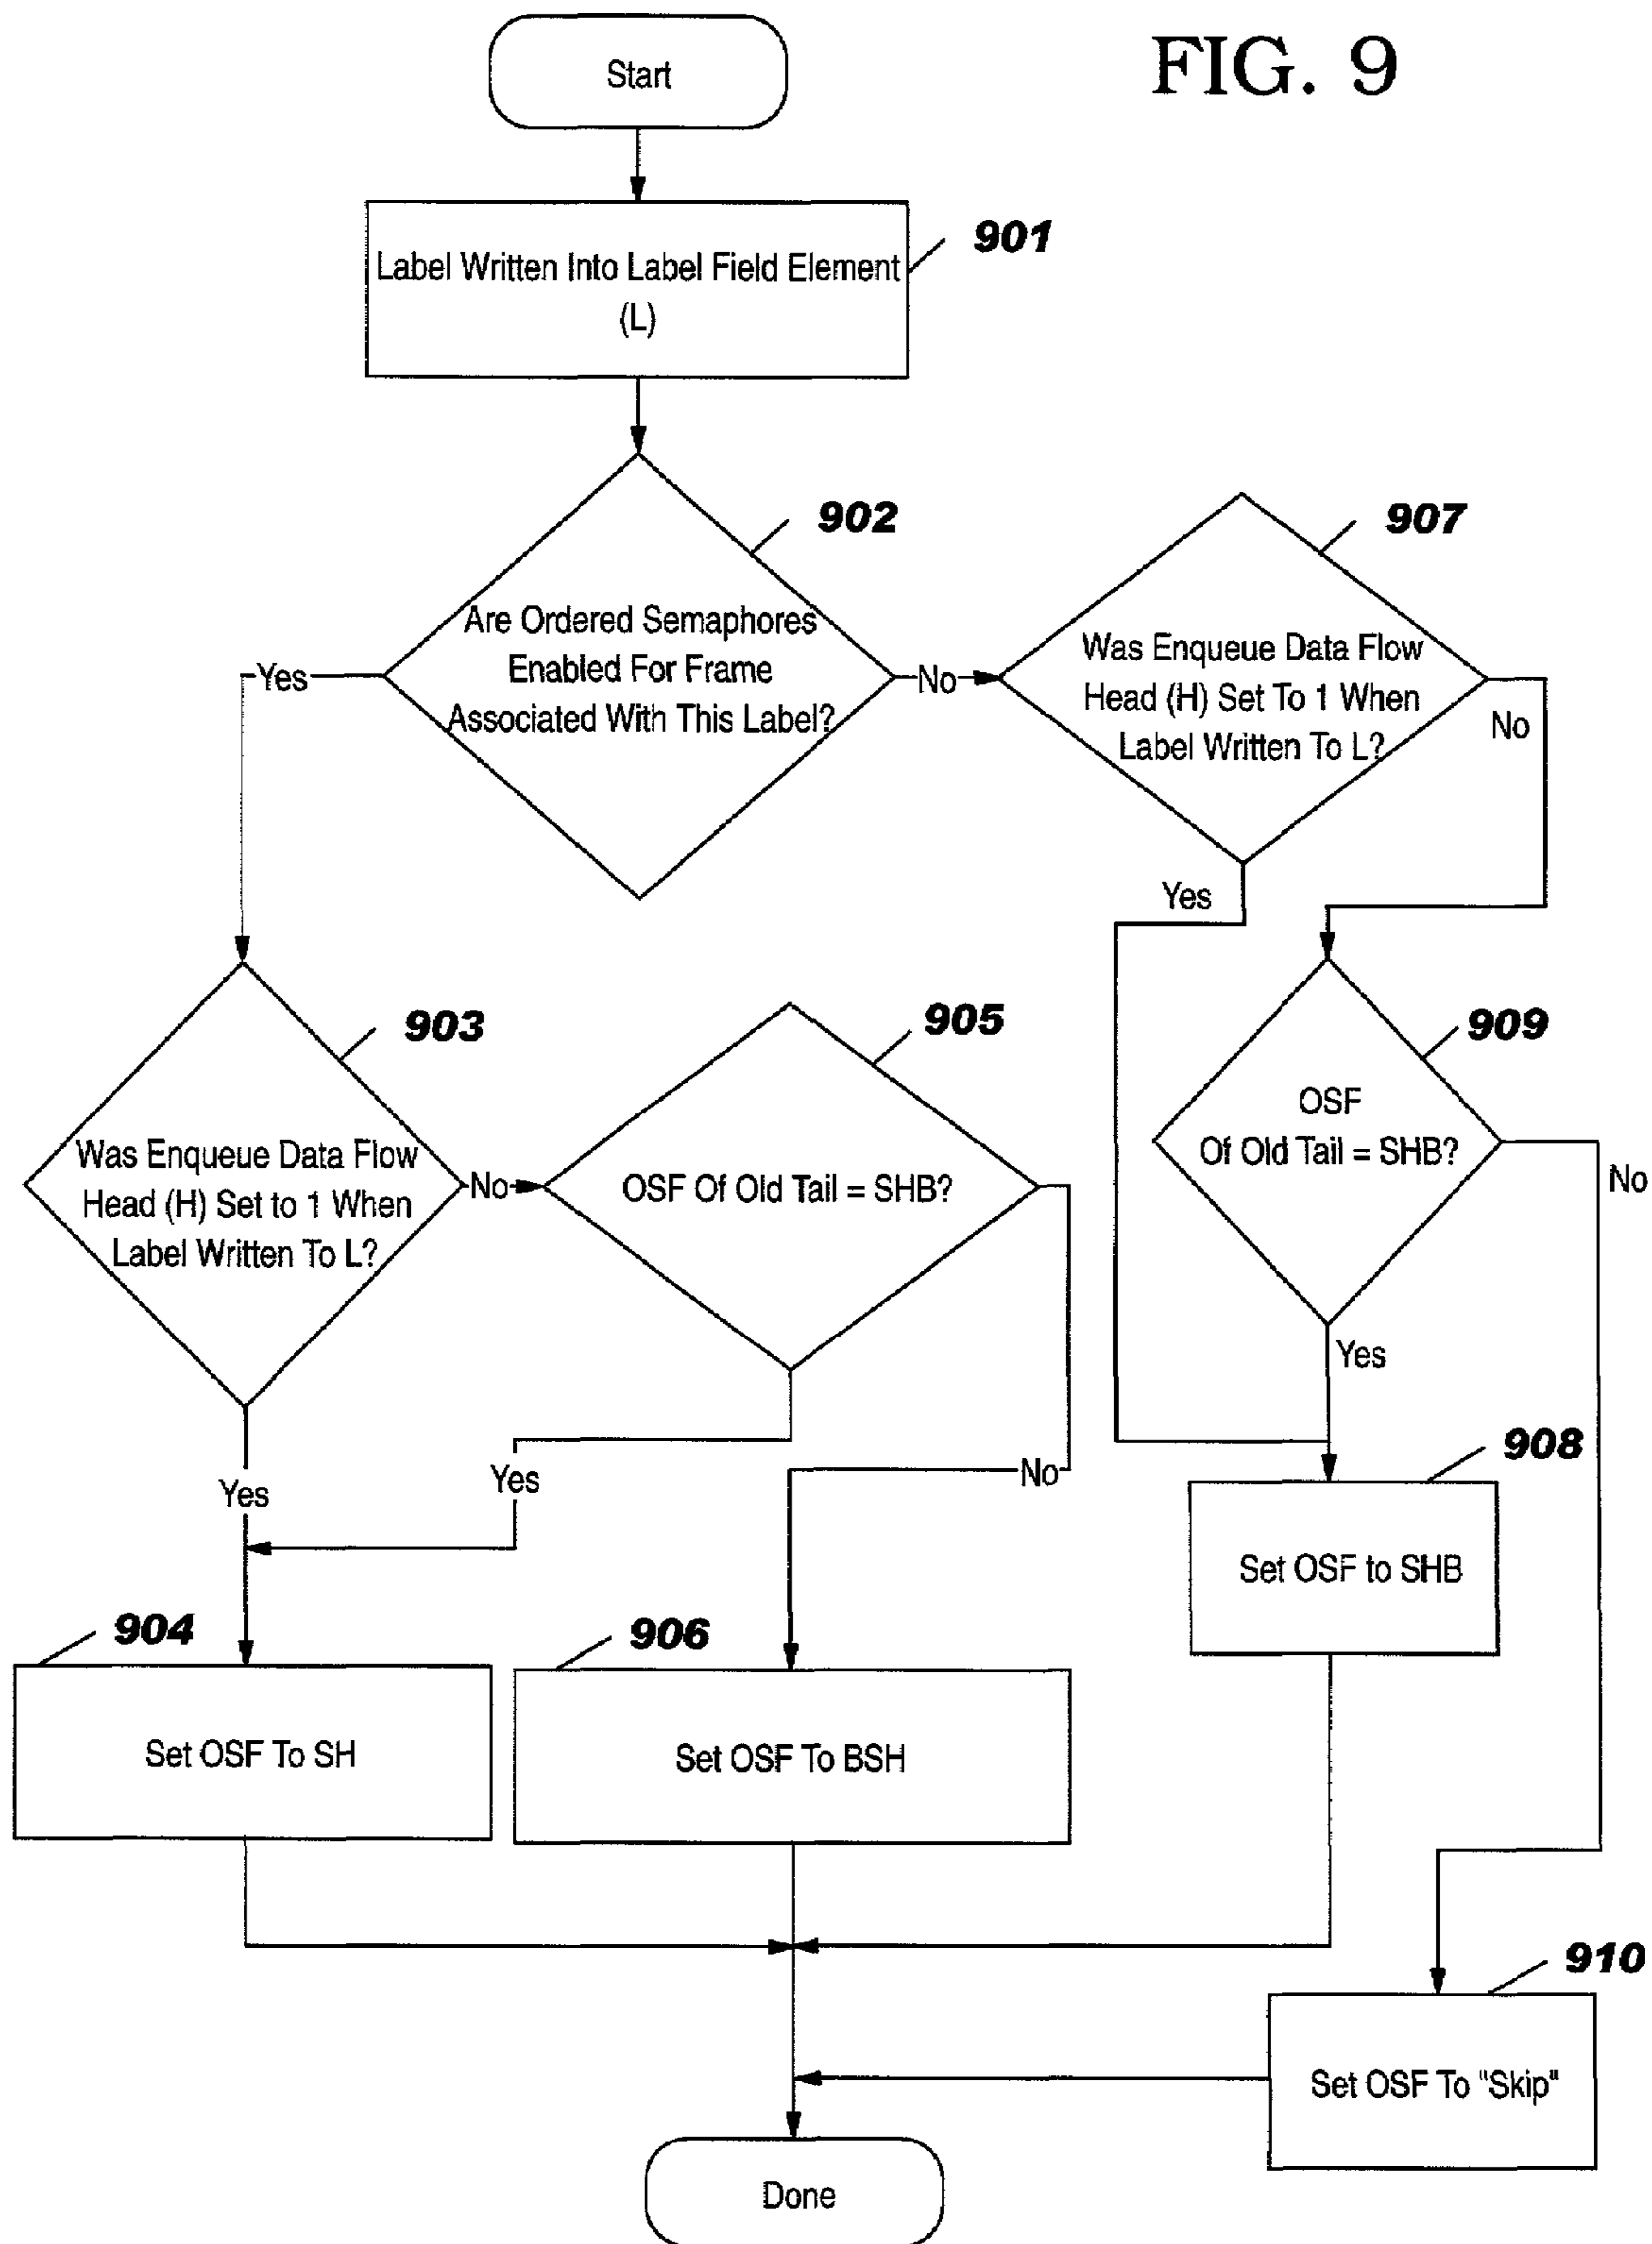 FIG. 9
Start
901
Label Written Into Label Field Element
(L)
902
Are Ordered Semaphores
Enabled For Frame
Associated With This Label?
Yes
No
907
Was Enqueue Data Flow
Head (H) Set To 1 When
Label Written To L?
No
Yes
903
Was Enqueue Data Flow
Head (H) Set to 1 When
Label Written To L?
No
Yes
905
OSF Of Old Tail = SHB?
Yes
No
909
OSF
Of Old Tail = SHB?
No
Yes
908
Set OSF to SHB
904
Set OSF To SH
906
Set OSF To BSH
910
Set OSF To "Skip"
Done